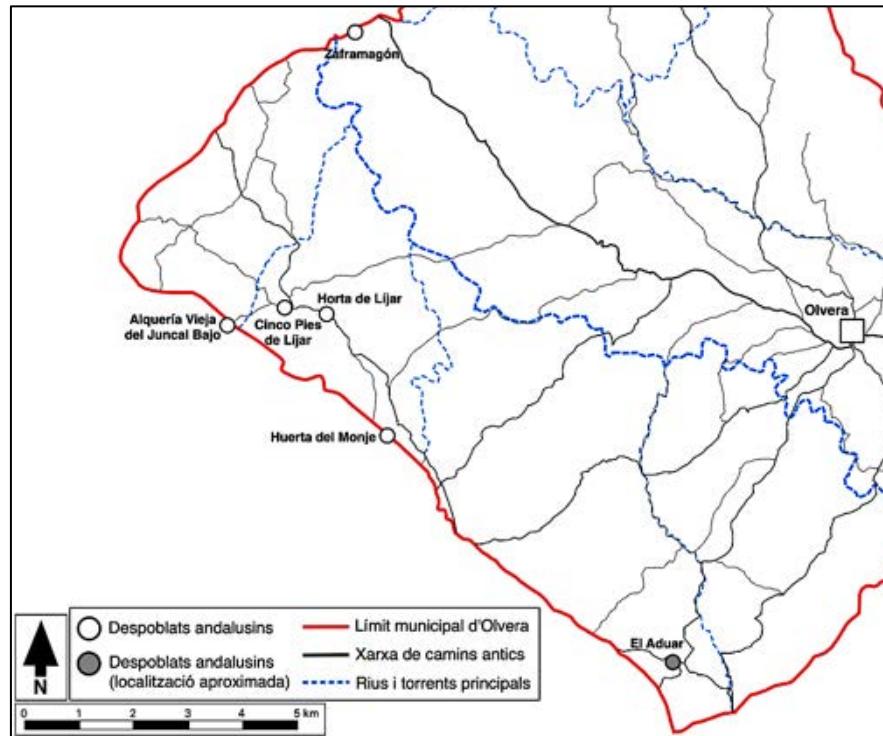 Zaframagón
Olvera
Horta de Líjar
Alquería Vieja
del Juncal Bajo
Cinco Pies
de Líjar
Huerta del Monje
El Aduar
Despoblats andalusins
Despoblats andalusins
(localització aproximada)
Límit municipal d'Olvera
Xarxa de camins antics
Rius i torrents principals
N
0 1 2 3 4 5 km